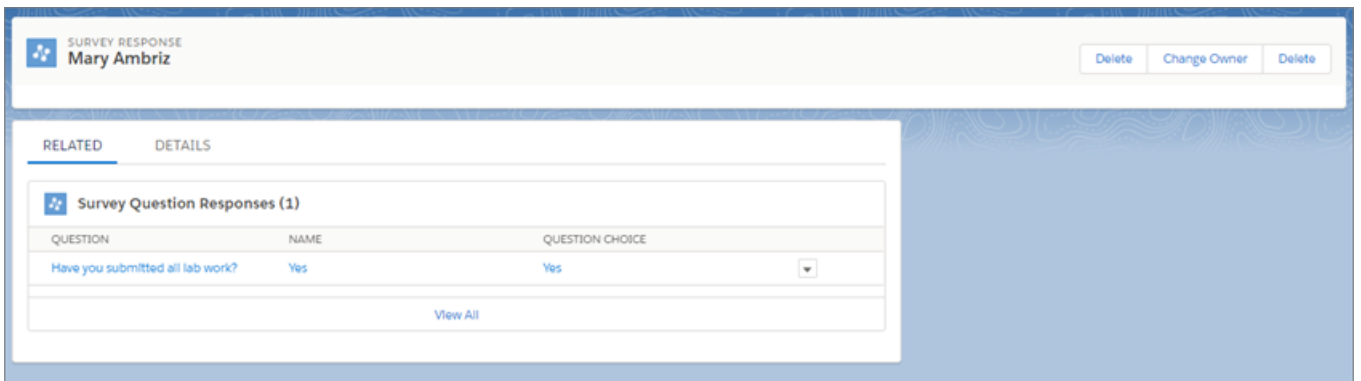 SURVEY RESPONSE
Mary Ambriz
Delete Change Owner Delete
RELATED DETAILS
Survey Question Responses (1)
QUESTION NAME QUESTION CHOICE
Have you submitted all lab work? Yes Yes
View All